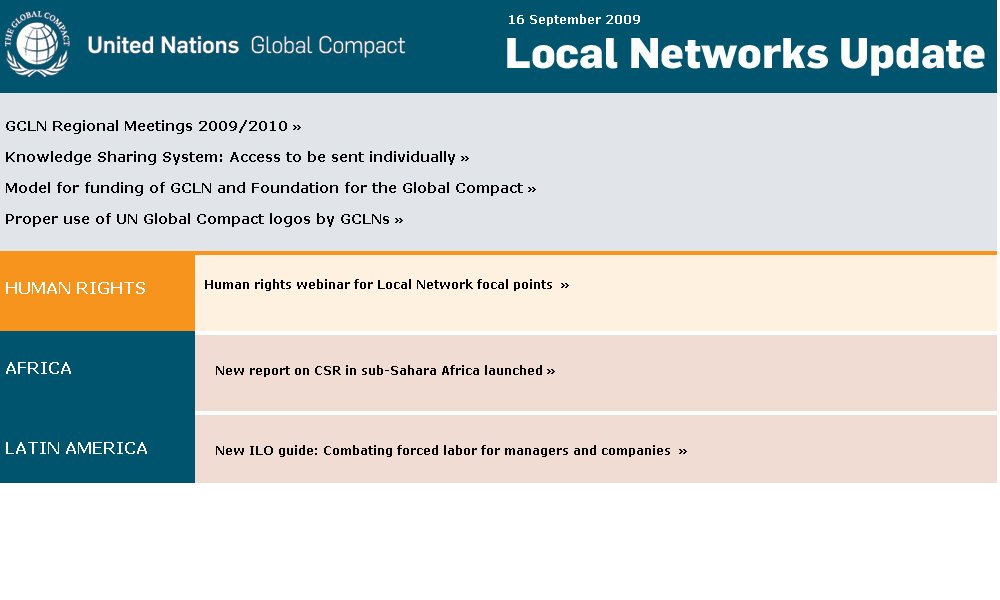 THE GLOBAL COMPACT
United Nations Global Compact
16 September 2009
Local Networks Update
GCLN Regional Meetings 2009/2010 »
Knowledge Sharing System: Access to be sent individually »
Model for funding of GCLN and Foundation for the Global Compact »
Proper use of UN Global Compact logos by GCLNs »
HUMAN RIGHTS
Human rights webinar for Local Network focal points »
AFRICA
New report on CSR in sub-Sahara Africa launched »
LATIN AMERICA
New ILO guide: Combating forced labor for managers and companies »